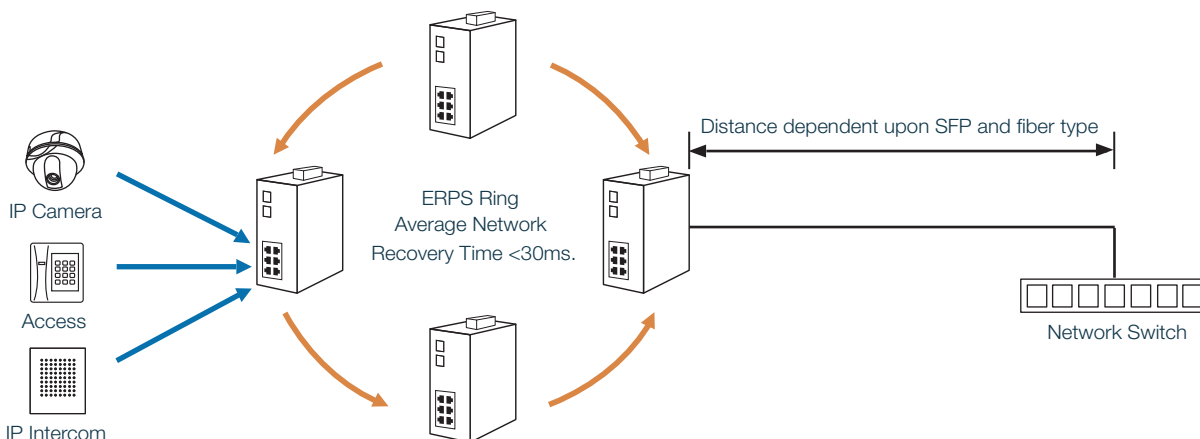 Distance dependent upon SFP and fiber type
IP Camera
ERPS Ring
Average Network
Recovery Time <30ms.
Access
Network Switch
IP Intercom